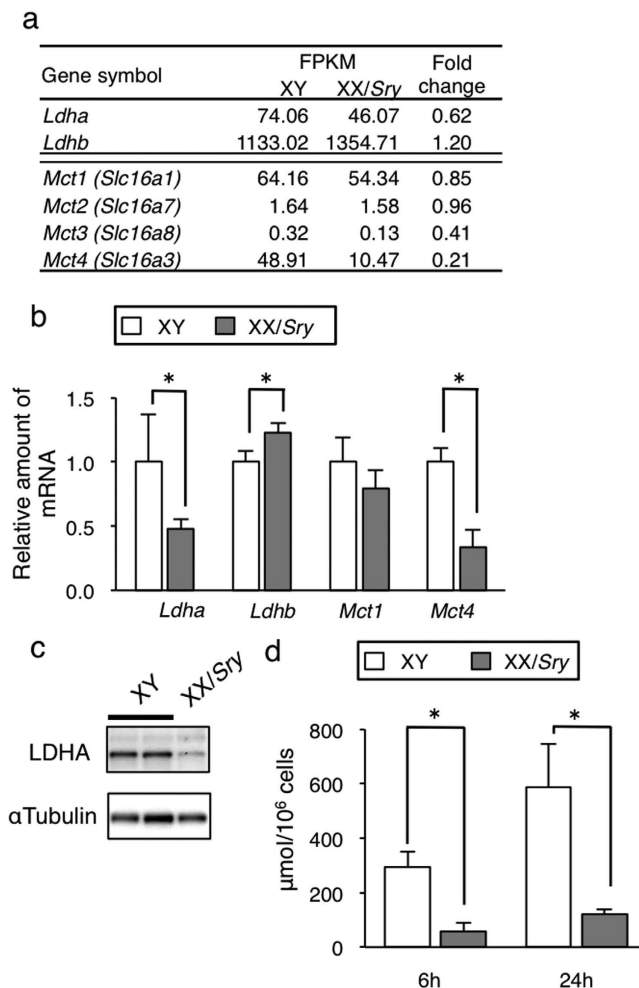 a
Gene symbol FPKM Fold change
XY XX/Sry
Ldha 74.06 46.07 0.62
Ldhb 1133.02 1354.71 1.20
Mct1 (Slc16a1) 64.16 54.34 0.85
Mct2 (Slc16a7) 1.64 1.58 0.96
Mct3 (Slc16a8) 0.32 0.13 0.41
Mct4 (Slc16a3) 48.91 10.47 0.21
b
XY XX/Sry
Relative amount of
mRNA
1.5
1.0
0.5
0.0
* * *
Ldha Ldhb Mct1 Mct4
c
XY XX/Sry
LDHA
αTubulin
d
XY XX/Sry
µmol/10⁶ cells
800
600
400
200
0
* *
6h 24h